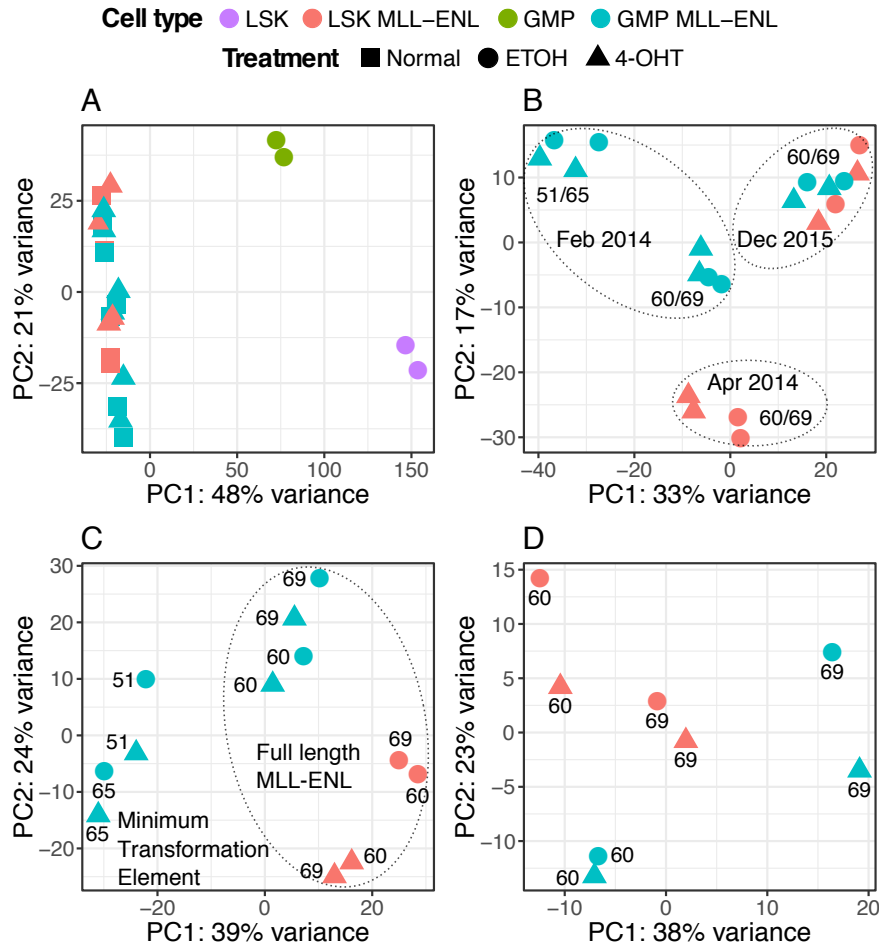 Cell type LSK LSK MLL−ENL GMP GMP MLL−ENL
Treatment Normal ETOH 4-OHT
A
PC2: 21% variance
25
0
−25
0 50 100 150
PC1: 48% variance
B
PC2: 17% variance
10
0
−10
−20
−30
51/65
Feb 2014
60/69
60/69
Dec 2015
Apr 2014
60/69
−40 −20 0 20
PC1: 33% variance
C
PC2: 24% variance
30
20
10
0
−10
−20
69
69
60
60
51
51
65
65
69
60
69
60
Full length
MLL-ENL
Minimum
Transformation
Element
−20 0 20
PC1: 39% variance
D
PC2: 23% variance
15
10
5
0
−5
−10
60
60
69
69
69
69
60
60
−10 0 10 20
PC1: 38% variance